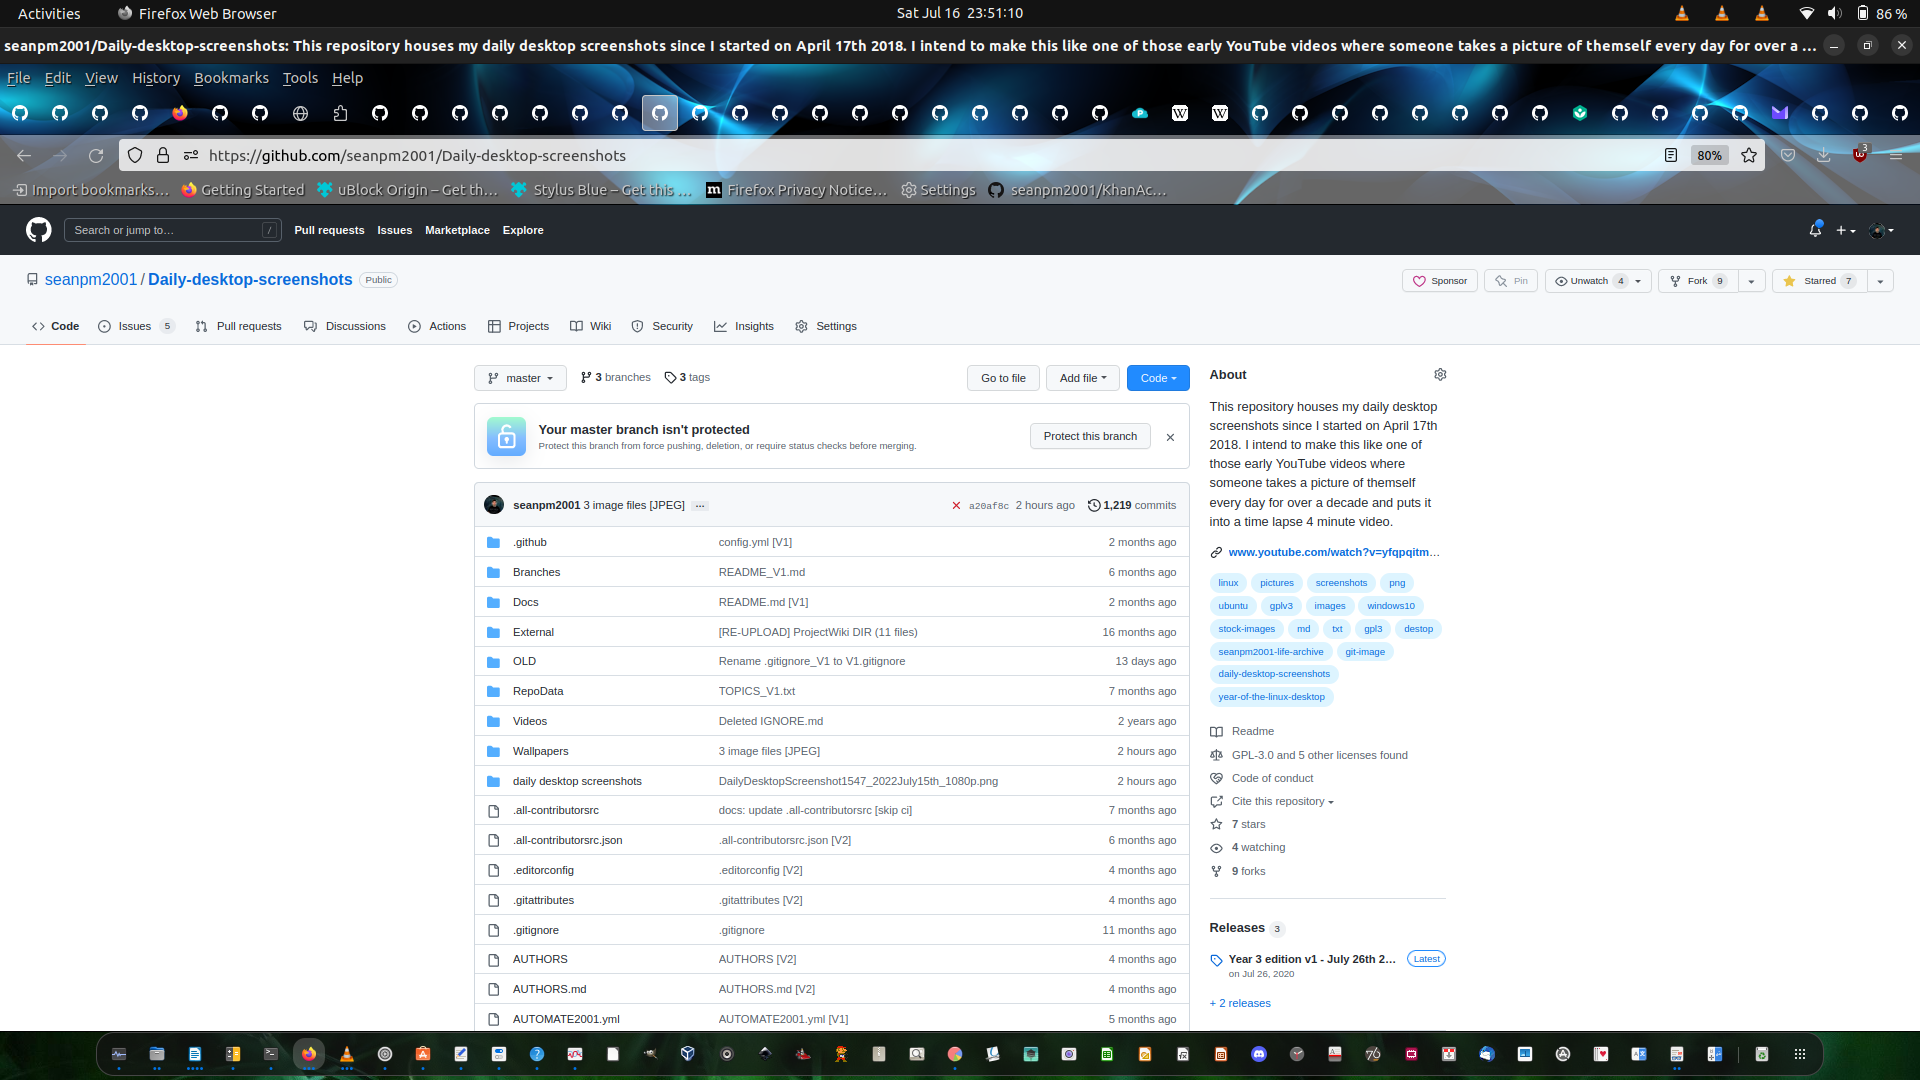 Activities
Firefox Web Browser
Sat Jul 16 23:51:10
86 %
seanpm2001/Daily-desktop-screenshots: This repository houses my daily desktop screenshots since I started on April 17th 2018. I intend to make this like one of those early YouTube videos where someone takes a picture of themself every day for over a …
File Edit View History Bookmarks Tools Help
https://github.com/seanpm2001/Daily-desktop-screenshots
80%
3
Import bookmarks…
Getting Started
uBlock Origin – Get th…
Stylus Blue – Get this …
Firefox Privacy Notice…
Settings
seanpm2001/KhanAc…
Search or jump to…
/
Pull requests
Issues
Marketplace
Explore
seanpm2001 / Daily-desktop-screenshots
Public
Sponsor
Pin
Unwatch 4
Fork 9
Starred 7
Code
Issues 5
Pull requests
Discussions
Actions
Projects
Wiki
Security
Insights
Settings
master
3 branches
3 tags
Go to file
Add file
Code
Your master branch isn't protected
Protect this branch from force pushing, deletion, or require status checks before merging.
Protect this branch
seanpm2001 3 image files [JPEG] …
a20af8c 2 hours ago
1,219 commits
.github config.yml [V1] 2 months ago
Branches README_V1.md 6 months ago
Docs README.md [V1] 2 months ago
External [RE-UPLOAD] ProjectWiki DIR (11 files) 16 months ago
OLD Rename .gitignore_V1 to V1.gitignore 13 days ago
RepoData TOPICS_V1.txt 7 months ago
Videos Deleted IGNORE.md 2 years ago
Wallpapers 3 image files [JPEG] 2 hours ago
daily desktop screenshots DailyDesktopScreenshot1547_2022July15th_1080p.png 2 hours ago
.all-contributorsrc docs: update .all-contributorsrc [skip ci] 7 months ago
.all-contributorsrc.json .all-contributorsrc.json [V2] 6 months ago
.editorconfig .editorconfig [V2] 4 months ago
.gitattributes .gitattributes [V2] 4 months ago
.gitignore .gitignore 11 months ago
AUTHORS AUTHORS [V2] 4 months ago
AUTHORS.md AUTHORS.md [V2] 4 months ago
AUTOMATE2001.yml AUTOMATE2001.yml [V1] 5 months ago
About
This repository houses my daily desktop
screenshots since I started on April 17th
2018. I intend to make this like one of
those early YouTube videos where
someone takes a picture of themself
every day for over a decade and puts it
into a time lapse 4 minute video.
www.youtube.com/watch?v=yfqpqitm…
linux pictures screenshots png
ubuntu gplv3 images windows10
stock-images md txt gpl3 destop
seanpm2001-life-archive git-image
daily-desktop-screenshots
year-of-the-linux-desktop
Readme
GPL-3.0 and 5 other licenses found
Code of conduct
Cite this repository
7 stars
4 watching
9 forks
Releases 3
Year 3 edition v1 - July 26th 2…
Latest
on Jul 26, 2020
+ 2 releases